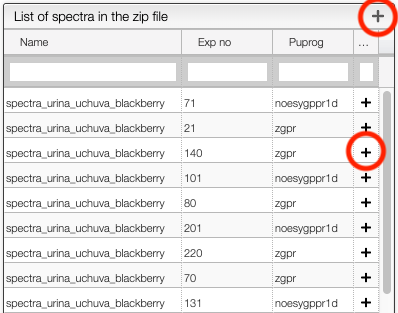 List of spectra in the zip file +
Name Exp no Puprog ...
spectra_urina_uchuva_blackberry 71 noesygppr1d +
spectra_urina_uchuva_blackberry 21 zgpr +
spectra_urina_uchuva_blackberry 140 zgpr +
spectra_urina_uchuva_blackberry 101 noesygppr1d +
spectra_urina_uchuva_blackberry 80 zgpr +
spectra_urina_uchuva_blackberry 201 noesygppr1d +
spectra_urina_uchuva_blackberry 220 zgpr +
spectra_urina_uchuva_blackberry 70 zgpr +
spectra_urina_uchuva_blackberry 131 noesygppr1d +